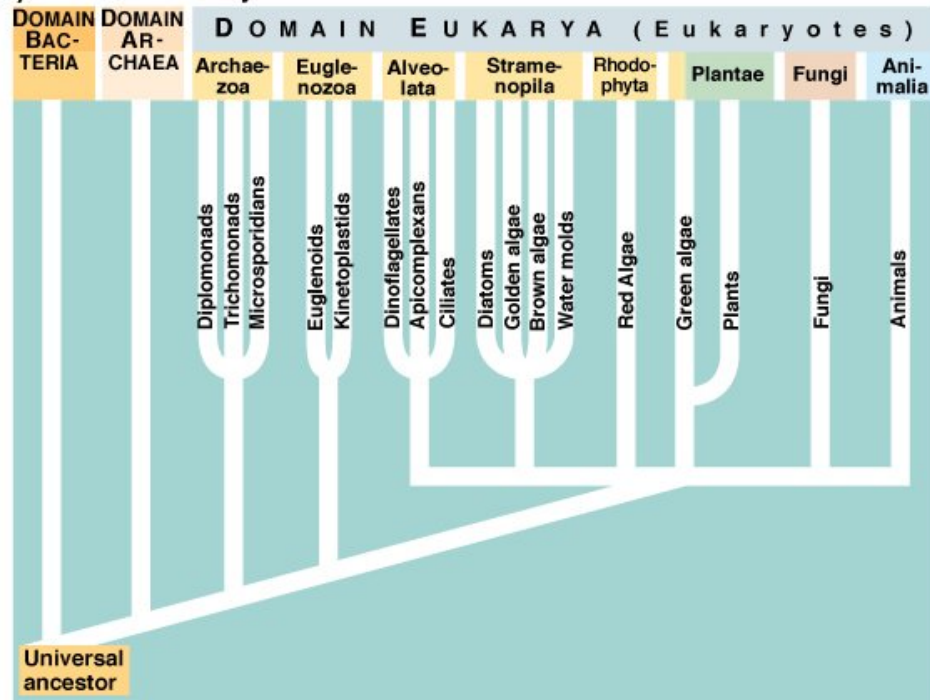 DOMAIN
BAC-
TERIA
DOMAIN
AR-
CHAEA
DOMAIN EUKARYA (Eukaryotes)
Archae-
zoa
Eugle-
nozoa
Alveo-
lata
Strame-
nopila
Rhodo-
phyta
Plantae
Fungi
Ani-
malia
Diplomonads
Trichomonads
Microsporidians
Euglenoids
Kinetoplastids
Dinoflagellates
Apicomplexans
Ciliates
Diatoms
Golden algae
Brown algae
Water molds
Red Algae
Green algae
Plants
Fungi
Animals
Universal
ancestor